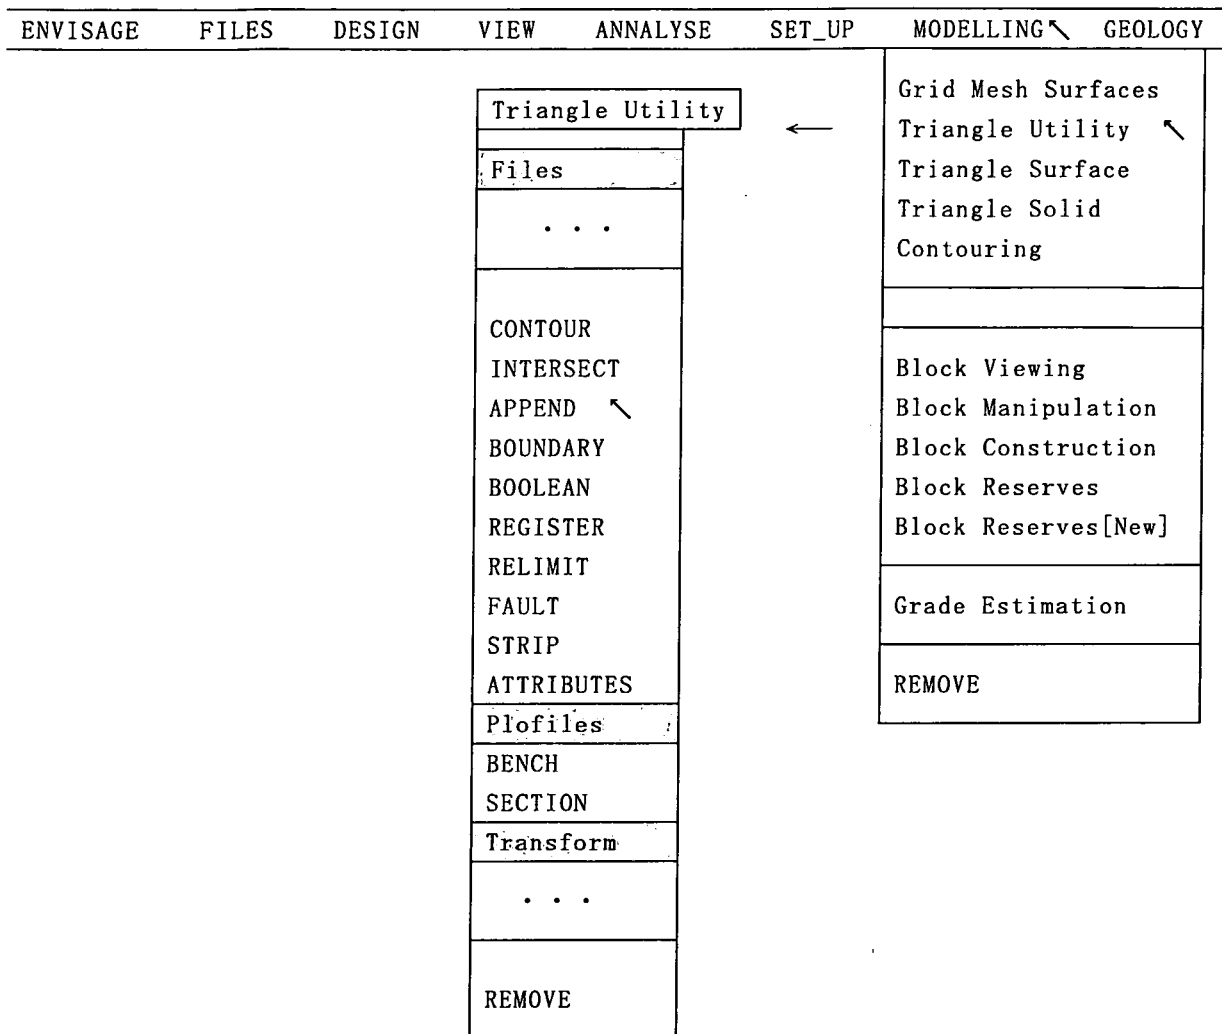 ENVISAGE FILES DESIGN VIEW ANNALYSE SET_UP MODELLING GEOLOGY
Triangle Utility
Files
. . .
CONTOUR
INTERSECT
APPEND
BOUNDARY
BOOLEAN
REGISTER
RELIMIT
FAULT
STRIP
ATTRIBUTES
Plofiles
BENCH
SECTION
Transform
. . .
REMOVE
Grid Mesh Surfaces
Triangle Utility
Triangle Surface
Triangle Solid
Contouring
Block Viewing
Block Manipulation
Block Construction
Block Reserves
Block Reserves[New]
Grade Estimation
REMOVE